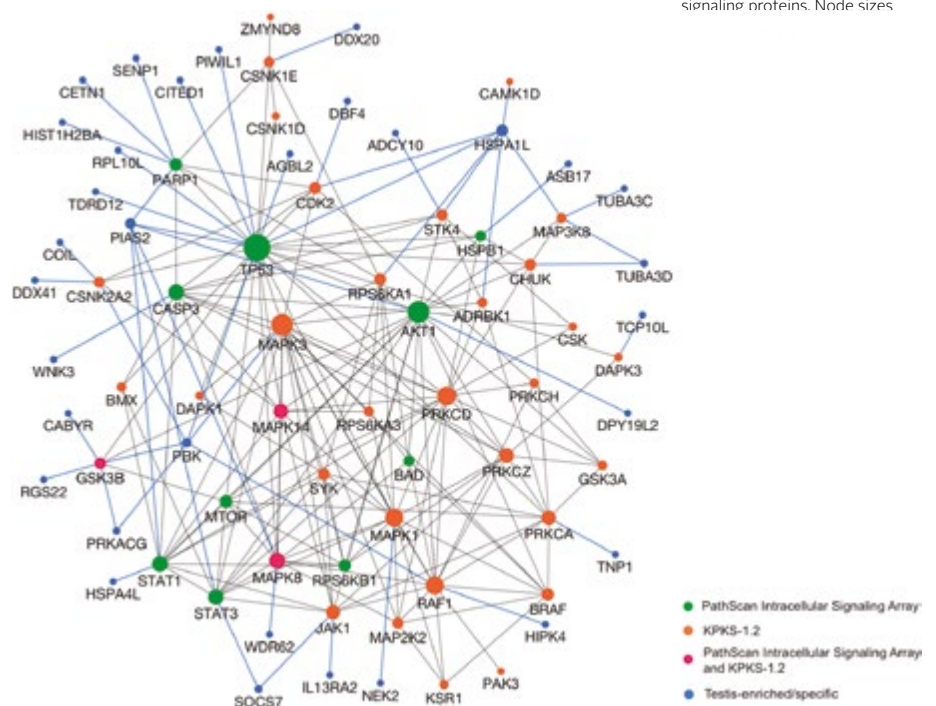 signaling proteins. Node sizes
ZMYND8
DDX20
PIWIL1
SENP1
CSNK1E
CETN1
CITED1
CAMK1D
DBF4
HIST1H2BA
CSNK1D
ADCY10
HSPA1L
RPL10L
AGBL2
PARP1
ASB17
TDRD12
CDK2
TUBA3C
STK4
MAP3K8
PIAS2
HSPB1
COIL
TP53
CHUK
TUBA3D
DDX41
CSNK2A2
CASP3
RPS6KA1
ADRBK1
AKT1
TCP10L
MAPK3
CSK
WNK3
DAPK3
BMX
DAPK1
PRKCH
CABYR
MAPK14
RPS6KA3
PRKCD
DPY19L2
PBK
GSK3B
BAD
PRKCZ
GSK3A
RGS22
SYK
MTOR
PRKACG
MAPK1
PRKCA
STAT1
MAPK8
RPS6KB1
TNP1
HSPA4L
STAT3
RAF1
BRAF
PathScan Intracellular Signaling Array
JAK1
MAP2K2
HIPK4
KPKS-1.2
WDR62
PathScan Intracellular Signaling Array
and KPKS-1.2
IL13RA2
PAK3
SOCS7
NEK2
KSR1
Testis-enriched/specific